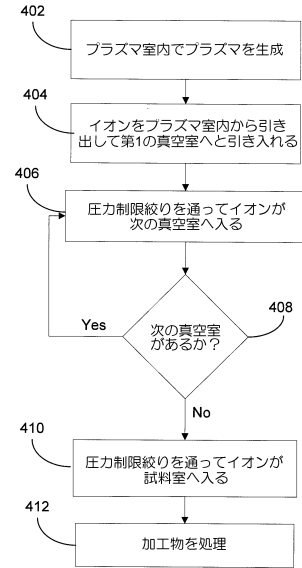 402
プラズマ室内でプラズマを生成
404
イオンをプラズマ室内から引き
出して第1の真空室へと引き入れる
406
圧力制限絞りを通ってイオンが
次の真空室へ入る
408
次の真空室
があるか？
Yes
No
410
圧力制限絞りを通ってイオンが
試料室へ入る
412
加工物を処理